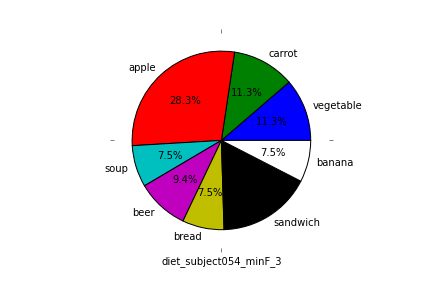 carrot
apple
11.3%
28.3%
vegetable
11.3%
7.5%
7.5%
banana
soup
9.4%
7.5%
beer
sandwich
bread
diet_subject054_minF_3